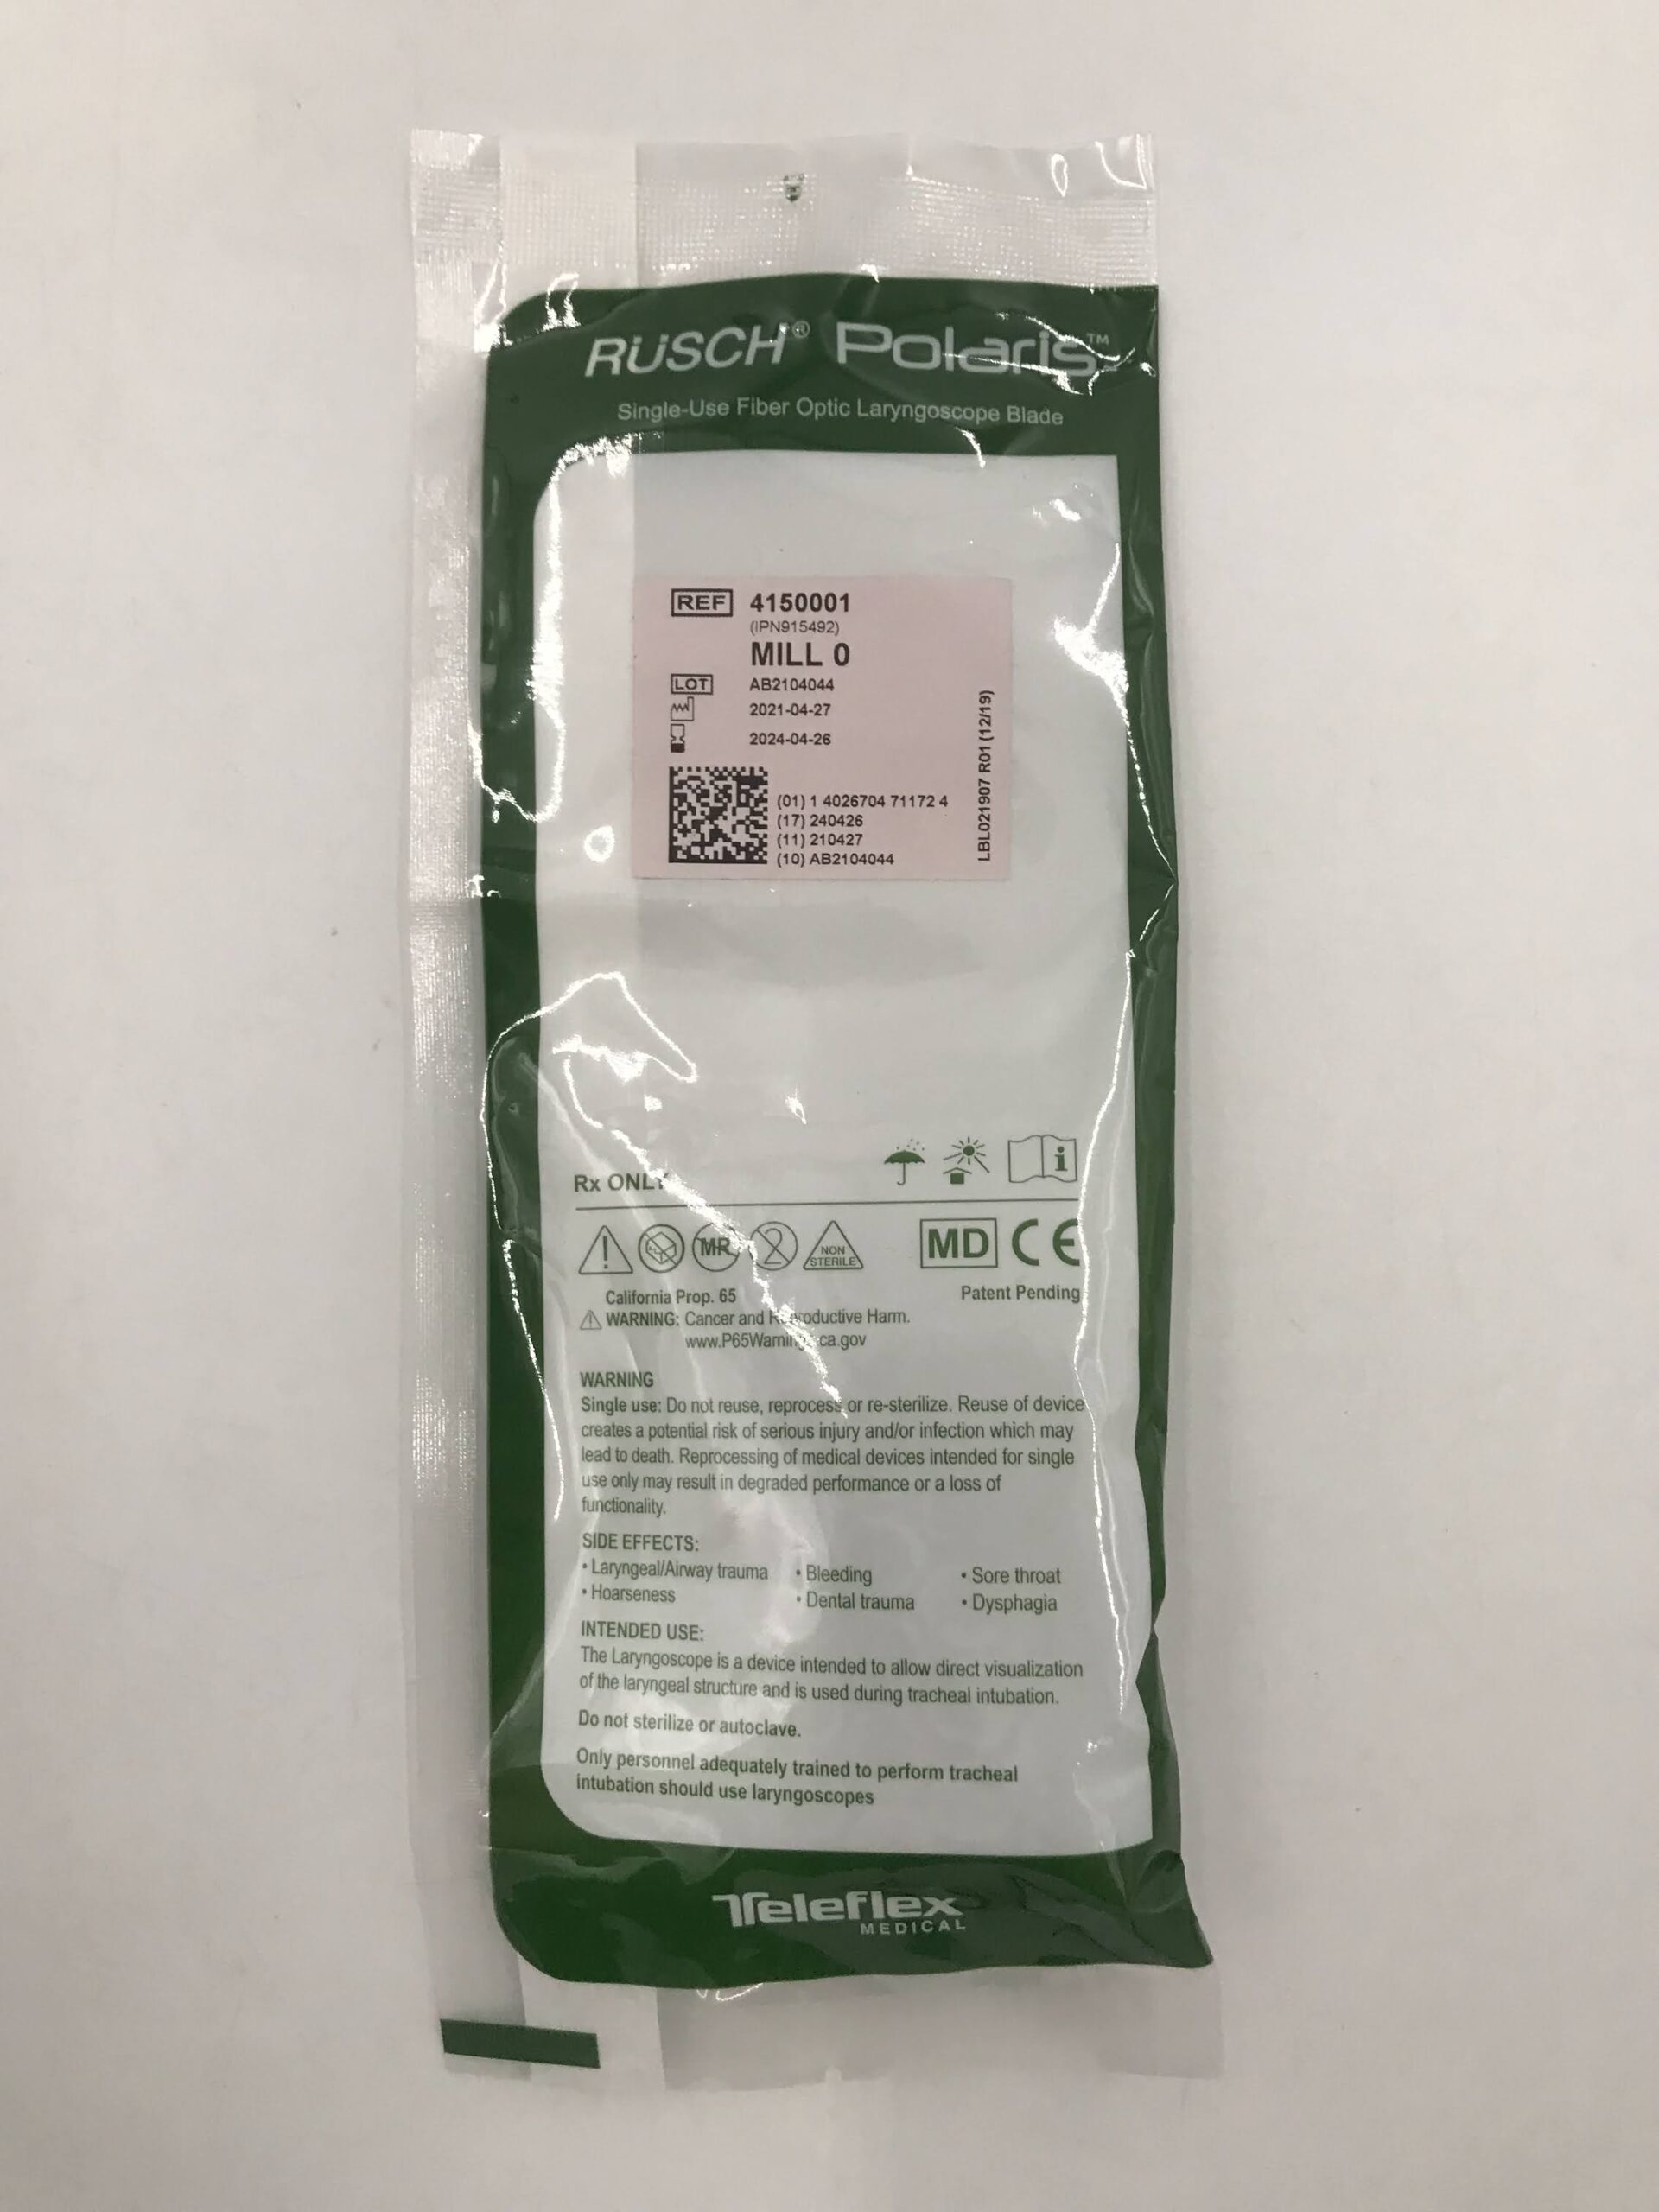 RÜSCH® Polaris™
Single-Use Fiber Optic Laryngoscope Blade
REF 4150001
(IPN915492)
MILL 0
LOT AB2104044
2021-04-27
2024-04-26
(01) 1 4026704 71172 4
(17) 240426
(11) 210427
(10) AB2104044
LBL021907 R01 (12/19)
Rx ONLY
i
MR
2
NON
STERILE
MD CE
California Prop. 65
Patent Pending
WARNING: Cancer and Reproductive Harm.
www.P65Warnings.ca.gov
WARNING
Single use: Do not reuse, reprocess or re-sterilize. Reuse of device
creates a potential risk of serious injury and/or infection which may
lead to death. Reprocessing of medical devices intended for single
use only may result in degraded performance or a loss of
functionality.
SIDE EFFECTS:
• Laryngeal/Airway trauma • Bleeding • Sore throat
• Hoarseness • Dental trauma • Dysphagia
INTENDED USE:
The Laryngoscope is a device intended to allow direct visualization
of the laryngeal structure and is used during tracheal intubation.
Do not sterilize or autoclave.
Only personnel adequately trained to perform tracheal
intubation should use laryngoscopes
Teleflex
MEDICAL